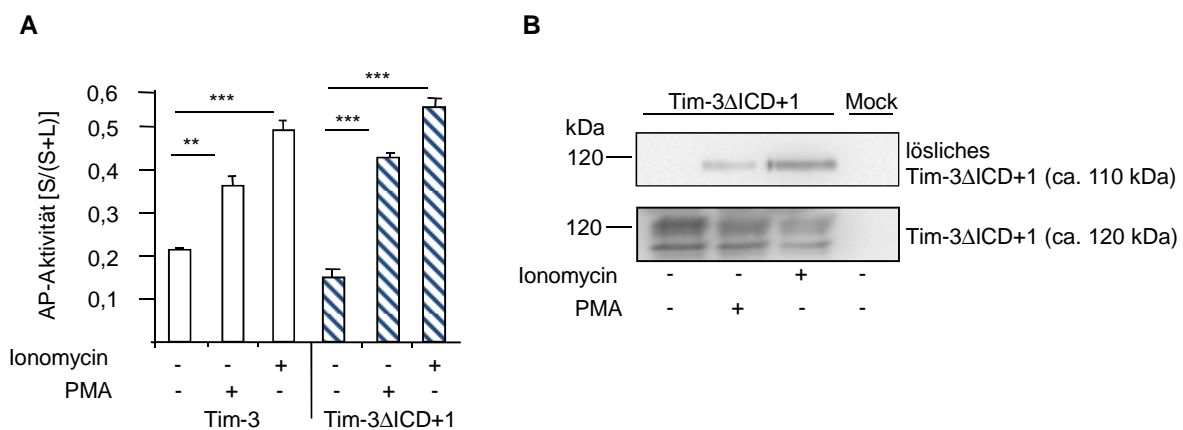 A
AP-Aktivität [S/(S+L)]
0,6
0,5
0,4
0,3
0,2
0,1
**
***
***
***
Ionomycin - - + - - +
PMA - + - - + -
Tim-3 Tim-3ΔICD+1
B
Tim-3ΔICD+1 Mock
kDa
120
lösliches
Tim-3ΔICD+1 (ca. 110 kDa)
120
Tim-3ΔICD+1 (ca. 120 kDa)
Ionomycin - - + -
PMA - + - -